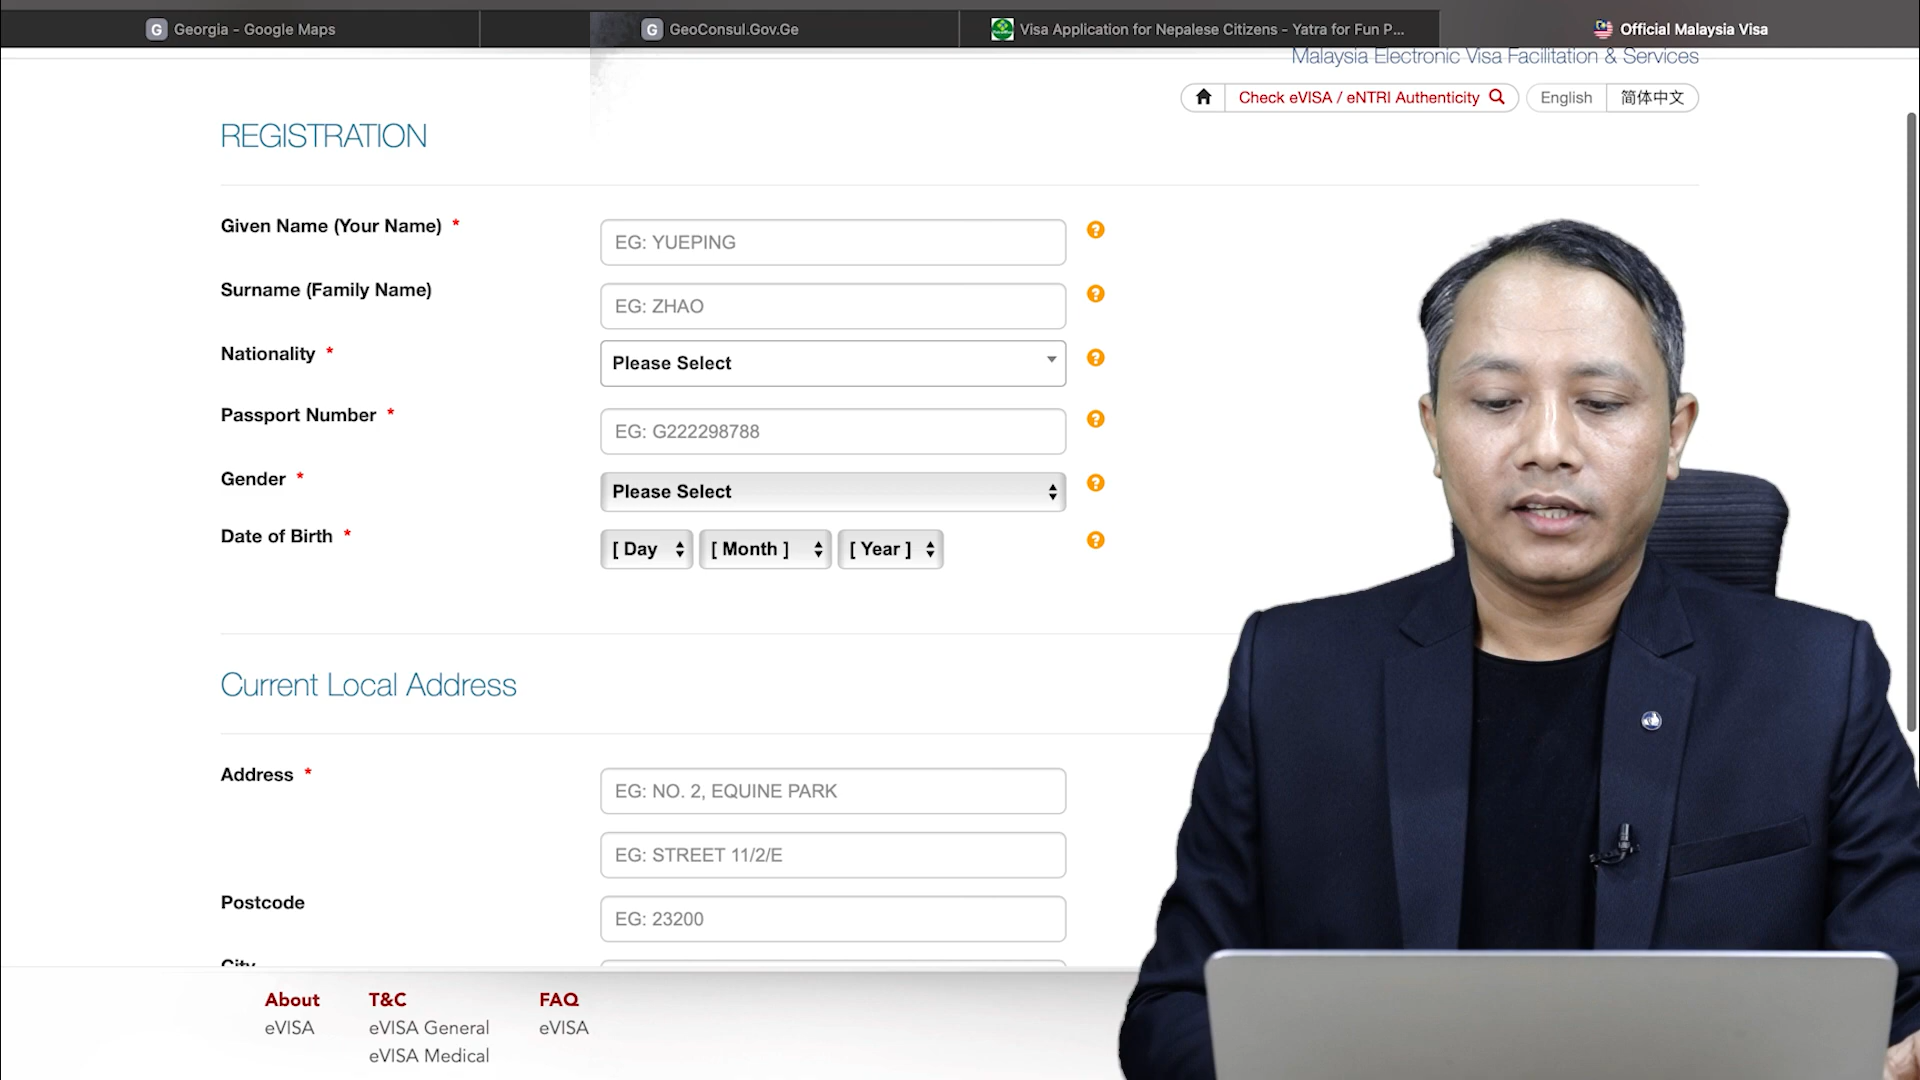 Georgia - Google Maps
GeoConsul.Gov.Ge
Visa Application for Nepalese Citizens - Yatra for Fun P...
Official Malaysia Visa
Malaysia Electronic Visa Facilitation & Services
Check eVISA / eNTRI Authenticity
English
简体中文
REGISTRATION
Given Name (Your Name) *
EG: YUEPING
Surname (Family Name)
EG: ZHAO
Nationality *
Please Select
Passport Number *
EG: G222298788
Gender *
Please Select
Date of Birth *
[ Day
[ Month ]
[ Year ]
Current Local Address
Address *
EG: NO. 2, EQUINE PARK
EG: STREET 11/2/E
Postcode
EG: 23200
City
About
T&C
FAQ
eVISA
eVISA General
eVISA
eVISA Medical